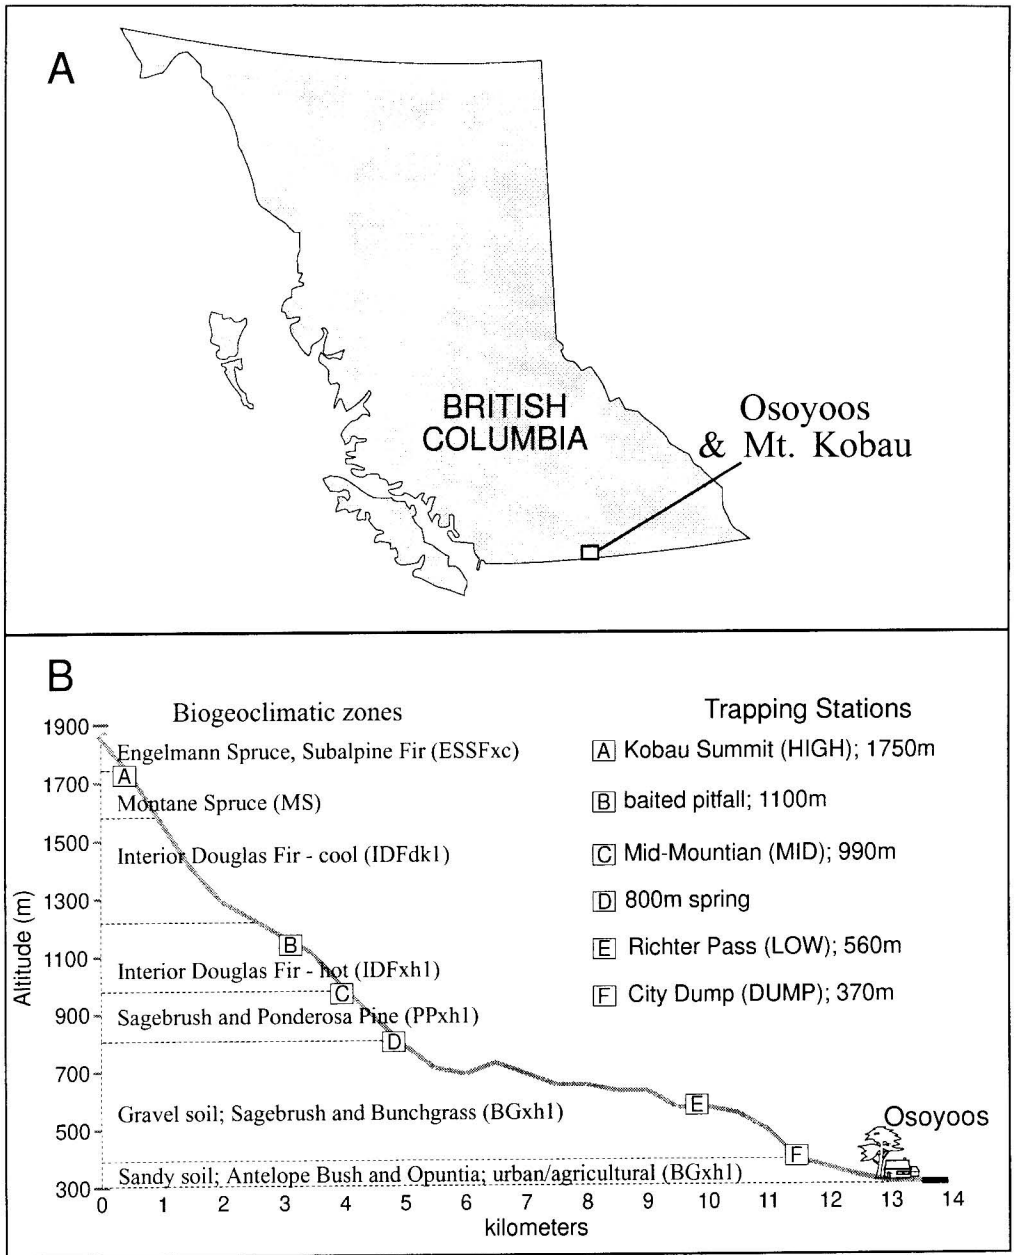 A
BRITISH
COLUMBIA
Osoyoos
& Mt. Kobau
B
Biogeoclimatic zones
Trapping Stations
1900
Engelmann Spruce, Subalpine Fir (ESSFxc)
A Kobau Summit (HIGH); 1750m
A
1700
Montane Spruce (MS)
B baited pitfall; 1100m
1500
Interior Douglas Fir - cool (IDFdk1)
C Mid-Mountian (MID); 990m
1300
D 800m spring
B
1100
Interior Douglas Fir - hot (IDFxh1)
E Richter Pass (LOW); 560m
C
F City Dump (DUMP); 370m
900
Sagebrush and Ponderosa Pine (PPxh1)
D
700
Gravel soil; Sagebrush and Bunchgrass (BGxh1)
E
Osoyoos
500
F
Sandy soil; Antelope Bush and Opuntia; urban/agricultural (BGxh1)
300
Altitude (m)
0 1 2 3 4 5 6 7 8 9 10 11 12 13 14
kilometers